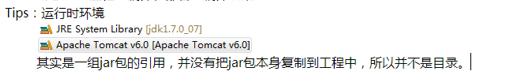 Tips：运行时环境
JRE System Library [jdk1.7.0_07]
Apache Tomcat v6.0 [Apache Tomcat v6.0]
其实是一组jar包的引用，并没有把jar包本身复制到工程中，所以并不是目录。